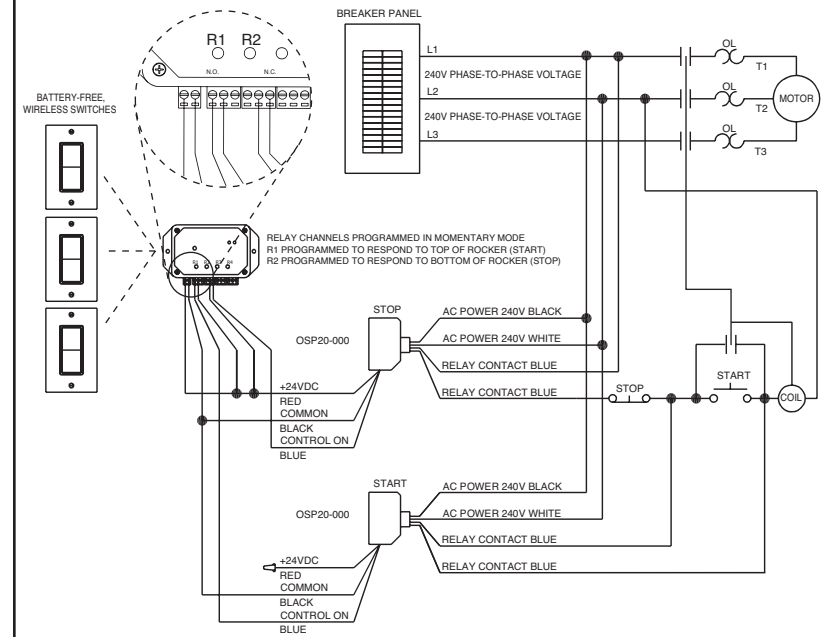 BREAKER PANEL
R1 R2
N.O. N.C.
L1
OL
T1
240V PHASE-TO-PHASE VOLTAGE
L2
OL
T2
MOTOR
240V PHASE-TO-PHASE VOLTAGE
L3
OL
T3
BATTERY-FREE,
WIRELESS SWITCHES
RELAY CHANNELS PROGRAMMED IN MOMENTARY MODE
R1 PROGRAMMED TO RESPOND TO TOP OF ROCKER (START)
R2 PROGRAMMED TO RESPOND TO BOTTOM OF ROCKER (STOP)
R1 R2 R3 R4
STOP
OSP20-000
AC POWER 240V BLACK
AC POWER 240V WHITE
RELAY CONTACT BLUE
RELAY CONTACT BLUE
STOP
START
COIL
+24VDC
RED
COMMON
BLACK
CONTROL ON
BLUE
START
OSP20-000
AC POWER 240V BLACK
AC POWER 240V WHITE
RELAY CONTACT BLUE
RELAY CONTACT BLUE
+24VDC
RED
COMMON
BLACK
CONTROL ON
BLUE